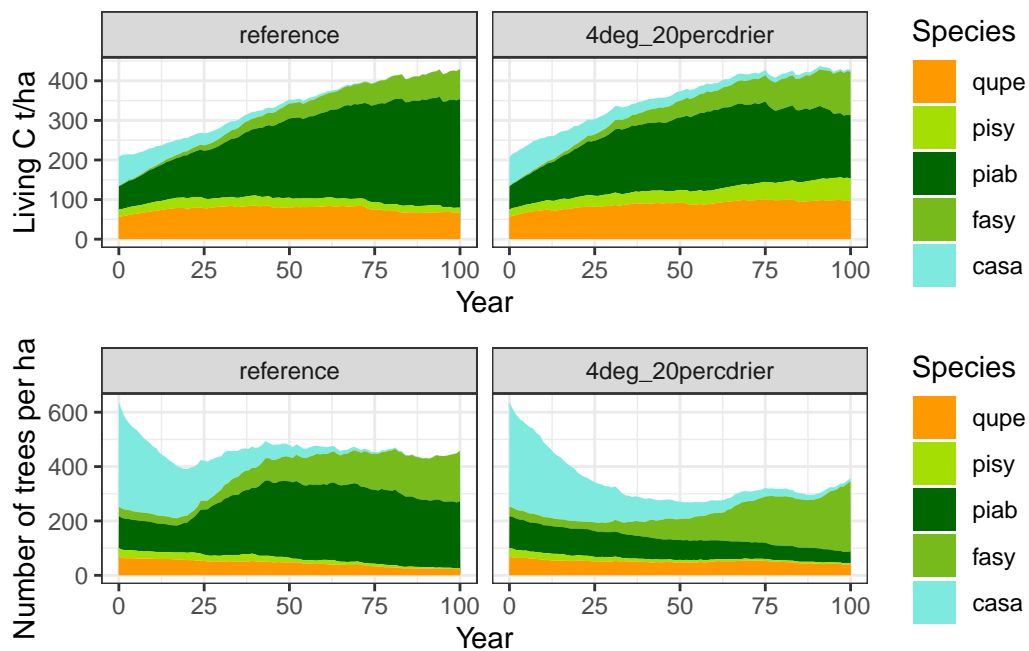 reference
4deg_20percdrier
Living C t/ha
400
300
200
100
0
0 25 50 75 100
0 25 50 75 100
Year
Species
qupe
pisy
piab
fasy
casa
reference
4deg_20percdrier
Number of trees per ha
600
400
200
0
0 25 50 75 100
0 25 50 75 100
Year
Species
qupe
pisy
piab
fasy
casa